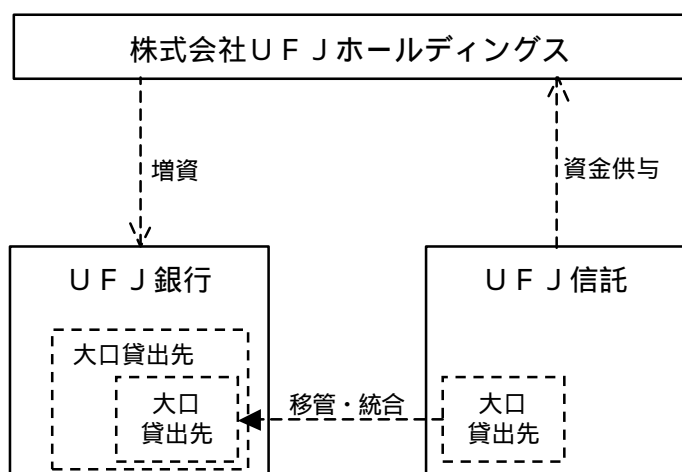 株式会社ＵＦＪホールディングス
増資
資金供与
ＵＦＪ銀行
ＵＦＪ信託
大口貸出先
大口
貸出先
移管・統合
大口
貸出先